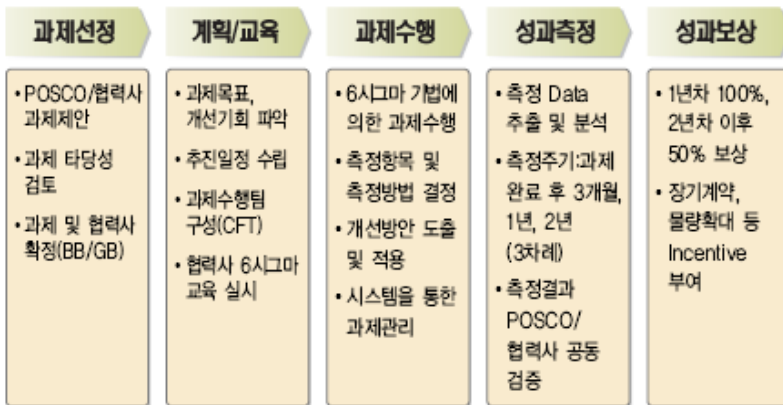 과제선정
• POSCO/협력사
과제제안
• 과제 타당성
검토
• 과제 및 협력사
확정(BB/GB)
계획/교육
• 과제목표,
개선기회 파악
• 추진일정 수립
• 과제수행팀
구성(CFT)
• 협력사 6시그마
교육 실시
과제수행
• 6시그마 기법에
의한 과제수행
• 측정항목 및
측정방법 결정
• 개선방안 도출
및 적용
• 시스템을 통한
과제관리
성과측정
• 측정 Data
추출 및 분석
• 측정주기:과제
완료 후 3개월,
1년, 2년
(3차례)
• 측정결과
POSCO/
협력사 공동
검증
성과보상
• 1년차 100%,
2년차 이후
50% 보상
• 장기계약,
물량확대 등
Incentive
부여